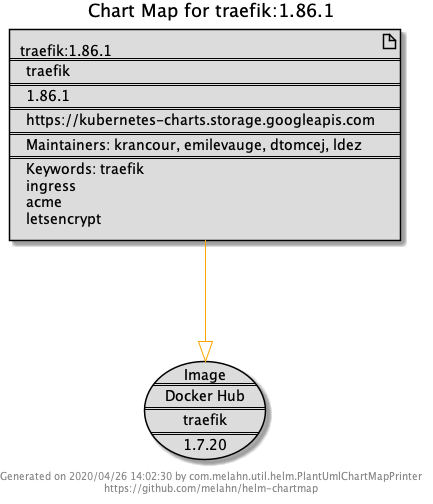 Chart Map for traefik:1.86.1
traefik:1.86.1
traefik
1.86.1
https://kubernetes-charts.storage.googleapis.com
Maintainers: krancour, emilevauge, dtomcej, ldez
Keywords: traefik
ingress
acme
letsencrypt
Image
Docker Hub
traefik
1.7.20
Generated on 2020/04/26 14:02:30 by com.melahn.util.helm.PlantUmlChartMapPrinter
https://github.com/melahn/helm-chartmap